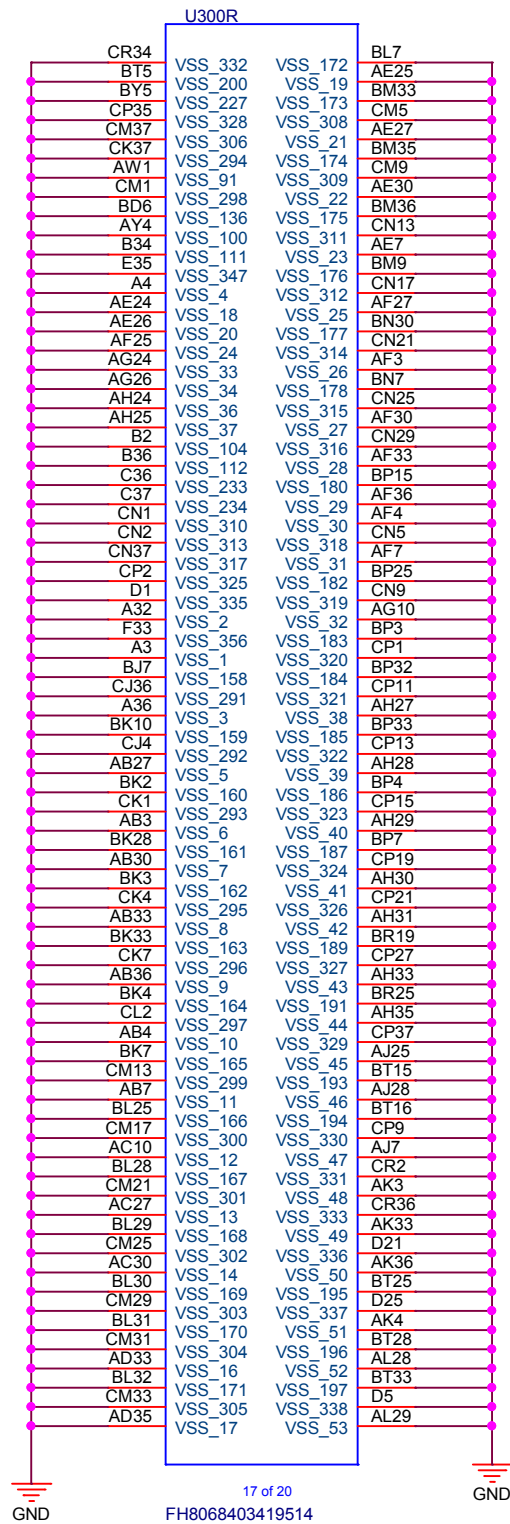 U300R
CR34 VSS_332 VSS_172 BL7
BT5 VSS_200 VSS_19 AE25
BY5 VSS_227 VSS_173 BM33
CP35 VSS_328 VSS_308 CM5
CM37 VSS_306 VSS_21 AE27
CK37 VSS_294 VSS_174 BM35
AW1 VSS_91 VSS_309 CM9
CM1 VSS_298 VSS_22 AE30
BD6 VSS_136 VSS_175 BM36
AY4 VSS_100 VSS_311 CN13
B34 VSS_111 VSS_23 AE7
E35 VSS_347 VSS_176 BM9
A4 VSS_4 VSS_312 CN17
AE24 VSS_18 VSS_25 AF27
AE26 VSS_20 VSS_177 BN30
AF25 VSS_24 VSS_314 CN21
AG24 VSS_33 VSS_26 AF3
AG26 VSS_34 VSS_178 BN7
AH24 VSS_36 VSS_315 CN25
AH25 VSS_37 VSS_27 AF30
B2 VSS_104 VSS_316 CN29
B36 VSS_112 VSS_28 AF33
C36 VSS_233 VSS_180 BP15
C37 VSS_234 VSS_29 AF36
CN1 VSS_310 VSS_30 AF4
CN2 VSS_313 VSS_318 CN5
CN37 VSS_317 VSS_31 AF7
CP2 VSS_325 VSS_182 BP25
D1 VSS_335 VSS_319 CN9
A32 VSS_2 VSS_32 AG10
F33 VSS_356 VSS_183 BP3
A3 VSS_1 VSS_320 CP1
BJ7 VSS_158 VSS_184 BP32
CJ36 VSS_291 VSS_321 CP11
A36 VSS_3 VSS_38 AH27
BK10 VSS_159 VSS_185 BP33
CJ4 VSS_292 VSS_322 CP13
AB27 VSS_5 VSS_39 AH28
BK2 VSS_160 VSS_186 BP4
CK1 VSS_293 VSS_323 CP15
AB3 VSS_6 VSS_40 AH29
BK28 VSS_161 VSS_187 BP7
AB30 VSS_7 VSS_324 CP19
BK3 VSS_162 VSS_41 AH30
CK4 VSS_295 VSS_326 CP21
AB33 VSS_8 VSS_42 AH31
BK33 VSS_163 VSS_189 BR19
CK7 VSS_296 VSS_327 CP27
AB36 VSS_9 VSS_43 AH33
BK4 VSS_164 VSS_191 BR25
CL2 VSS_297 VSS_44 AH35
AB4 VSS_10 VSS_329 CP37
BK7 VSS_165 VSS_45 AJ25
CM13 VSS_299 VSS_193 BT15
AB7 VSS_11 VSS_46 AJ28
BL25 VSS_166 VSS_194 BT16
CM17 VSS_300 VSS_330 CP9
AC10 VSS_12 VSS_47 AJ7
BL28 VSS_167 VSS_331 CR2
CM21 VSS_301 VSS_48 AK3
AC27 VSS_13 VSS_333 CR36
BL29 VSS_168 VSS_49 AK33
CM25 VSS_302 VSS_336 D21
AC30 VSS_14 VSS_50 AK36
BL30 VSS_169 VSS_195 BT25
CM29 VSS_303 VSS_337 D25
BL31 VSS_170 VSS_51 AK4
CM31 VSS_304 VSS_196 BT28
AD33 VSS_16 VSS_52 AL28
BL32 VSS_171 VSS_197 BT33
CM33 VSS_305 VSS_338 D5
AD35 VSS_17 VSS_53 AL29
17 of 20
GND FH8068403419514 GND